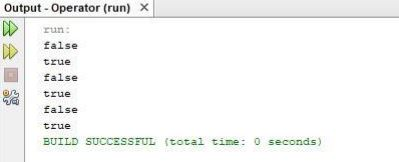 Output - Operator (run) ×
run:
false
true
false
true
false
true
BUILD SUCCESSFUL (total time: 0 seconds)